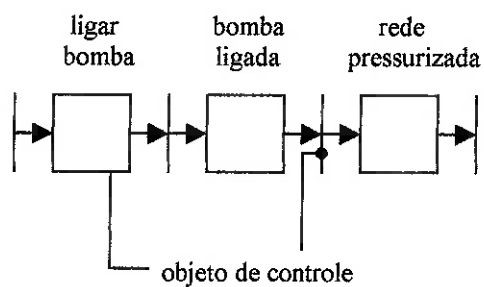 ligar
bomba
bomba
ligada
rede
pressurizada
objeto de controle